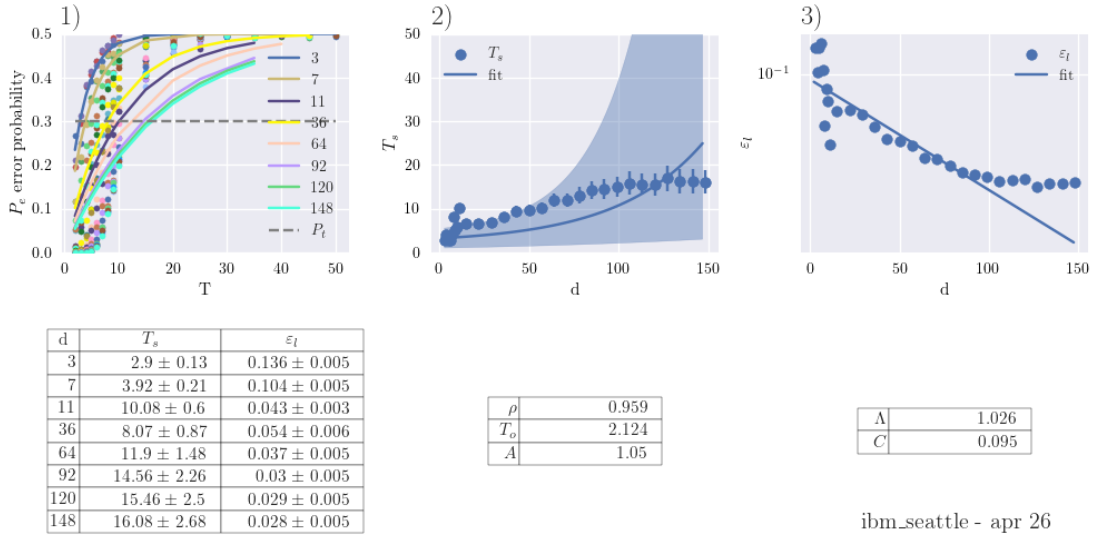 1)
0.5
0.4
0.3
0.2
0.1
0.0
P_e error probability
0 10 20 30 40 50
T
3
7
11
36
64
92
120
148
P_t
2)
50
40
30
20
10
0
T_s
0 50 100 150
d
T_s
fit
3)
10⁻¹
ε_l
0 50 100 150
d
ε_l
fit
d T_s ε_l
3 2.9 ± 0.13 0.136 ± 0.005
7 3.92 ± 0.21 0.104 ± 0.005
11 10.08 ± 0.6 0.043 ± 0.003
36 8.07 ± 0.87 0.054 ± 0.006
64 11.9 ± 1.48 0.037 ± 0.005
92 14.56 ± 2.26 0.03 ± 0.005
120 15.46 ± 2.5 0.029 ± 0.005
148 16.08 ± 2.68 0.028 ± 0.005
ρ 0.959
T_o 2.124
A 1.05
Λ 1.026
C 0.095
ibm_seattle - apr 26